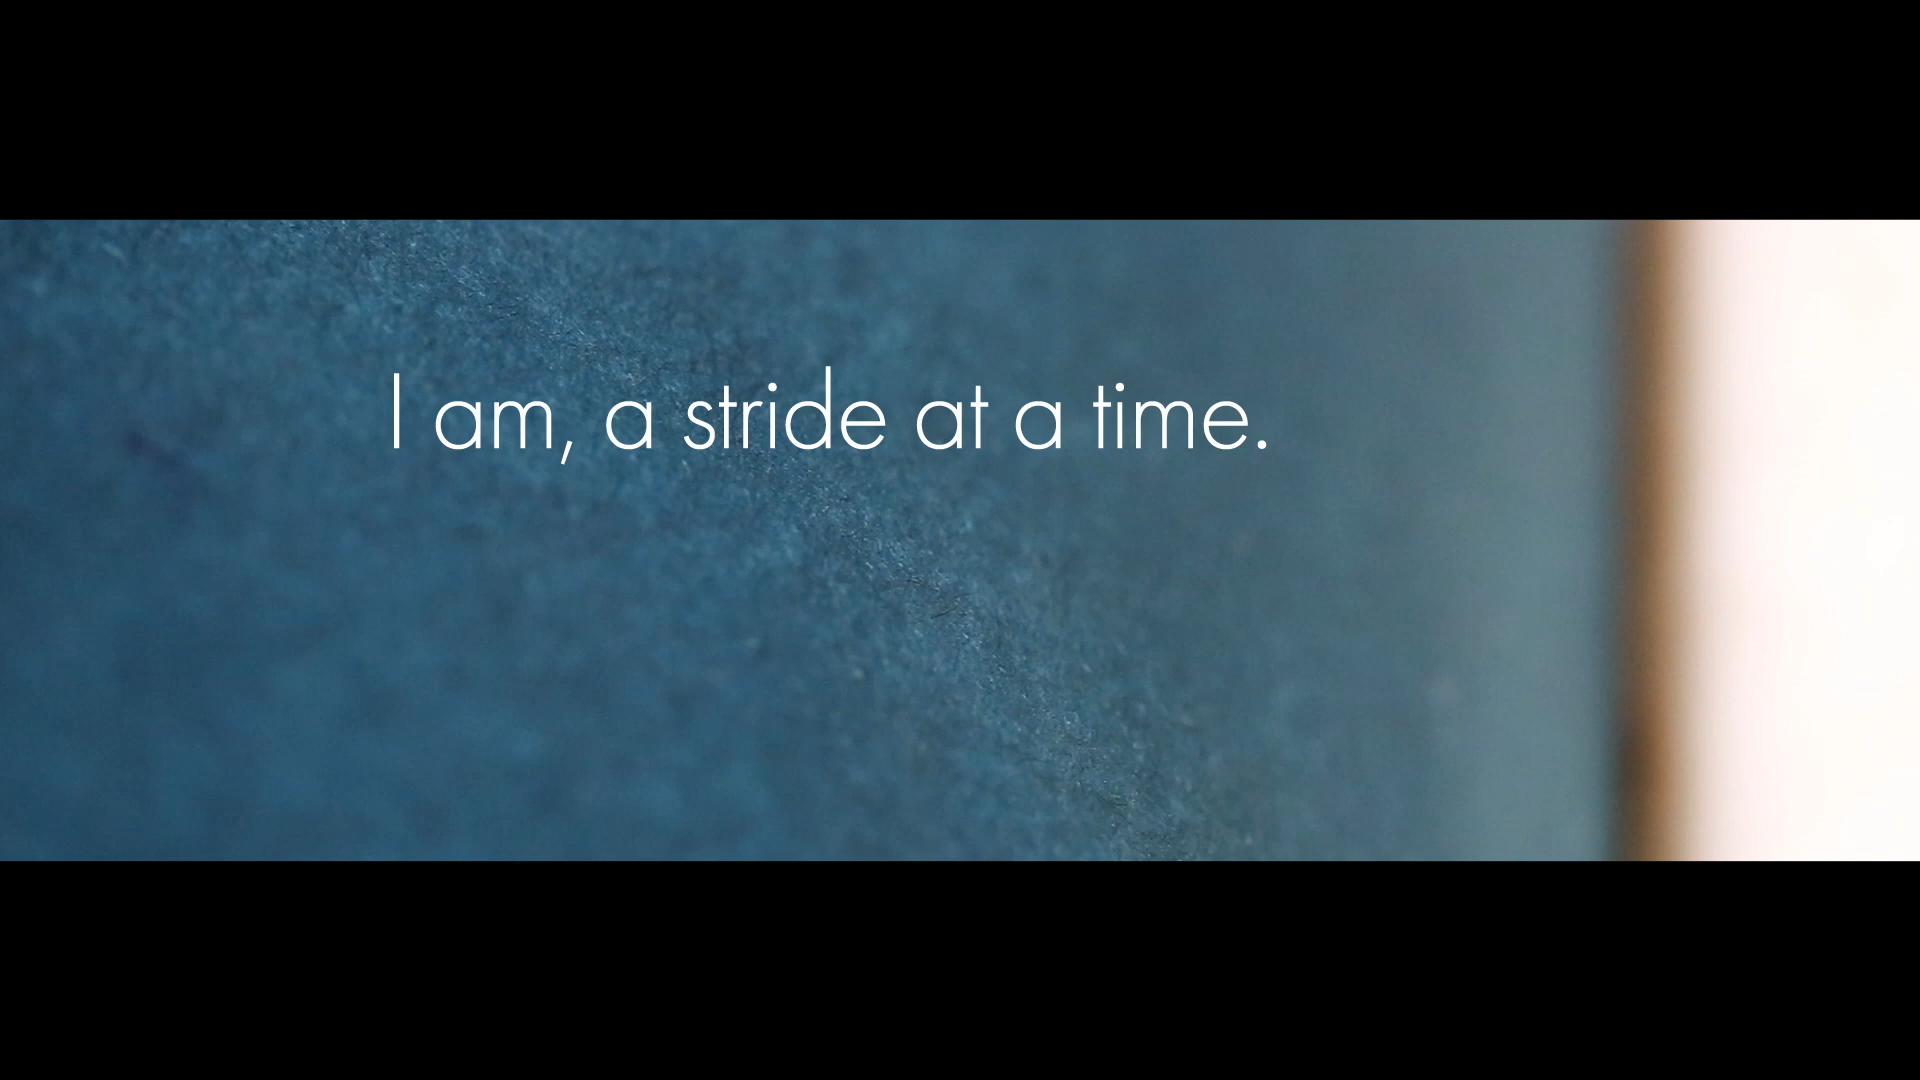 I am, a stride at a time.